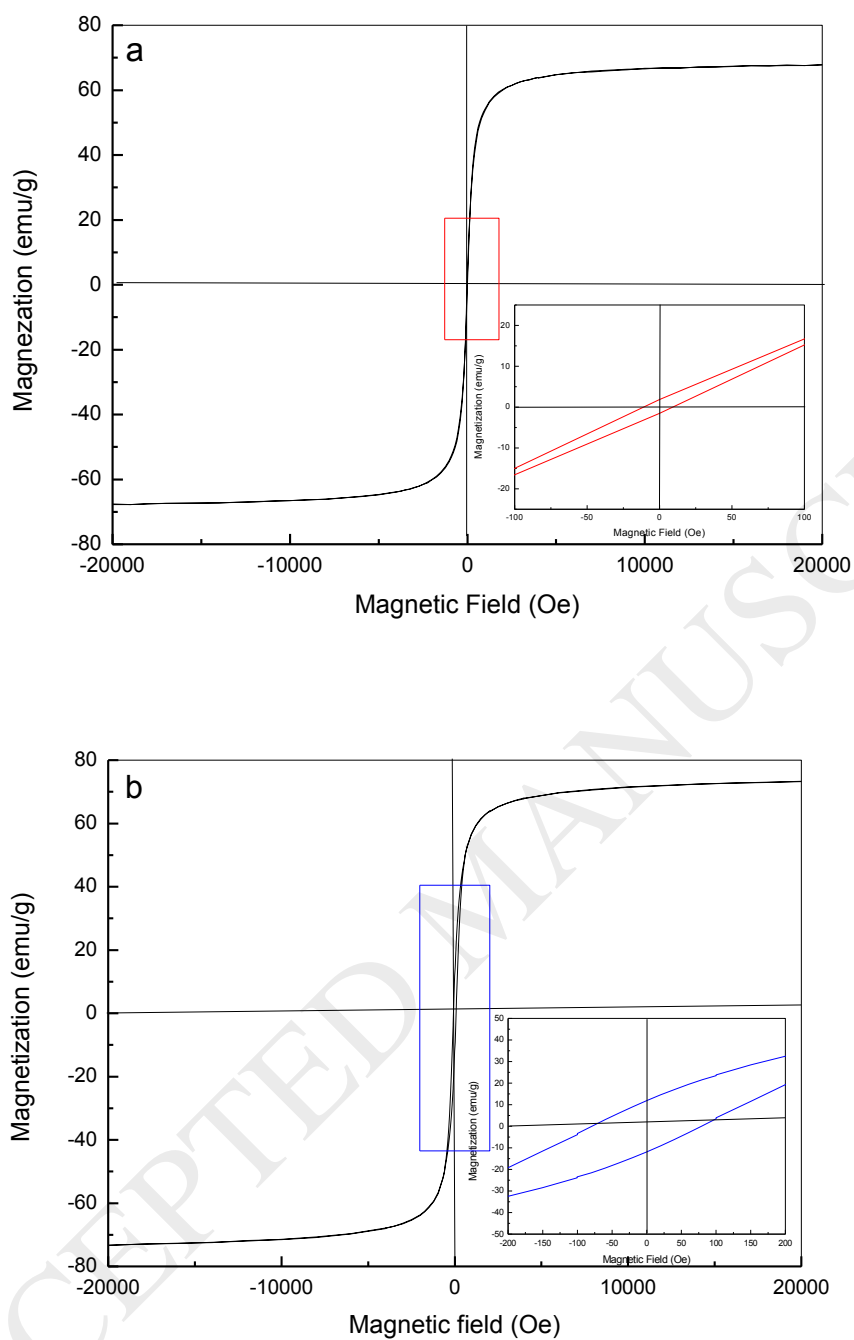 a
80
60
40
20
0
-20
-40
-60
-80
Magnezation (emu/g)
-20000 -10000 0 10000 20000
Magnetic Field (Oe)
20
10
0
-10
-20
Magnetization (emu/g)
-100 -50 0 50 100
Magnetic Field (Oe)
b
80
60
40
20
0
-20
-40
-60
-80
Magnetization (emu/g)
-20000 -10000 0 10000 20000
Magnetic field (Oe)
50
40
30
20
10
0
-10
-20
-30
-40
-50
Magnetization (emu/g)
-200 -150 -100 -50 0 50 100 150 200
Magnetic Field (Oe)
CEPTED MANUSCR